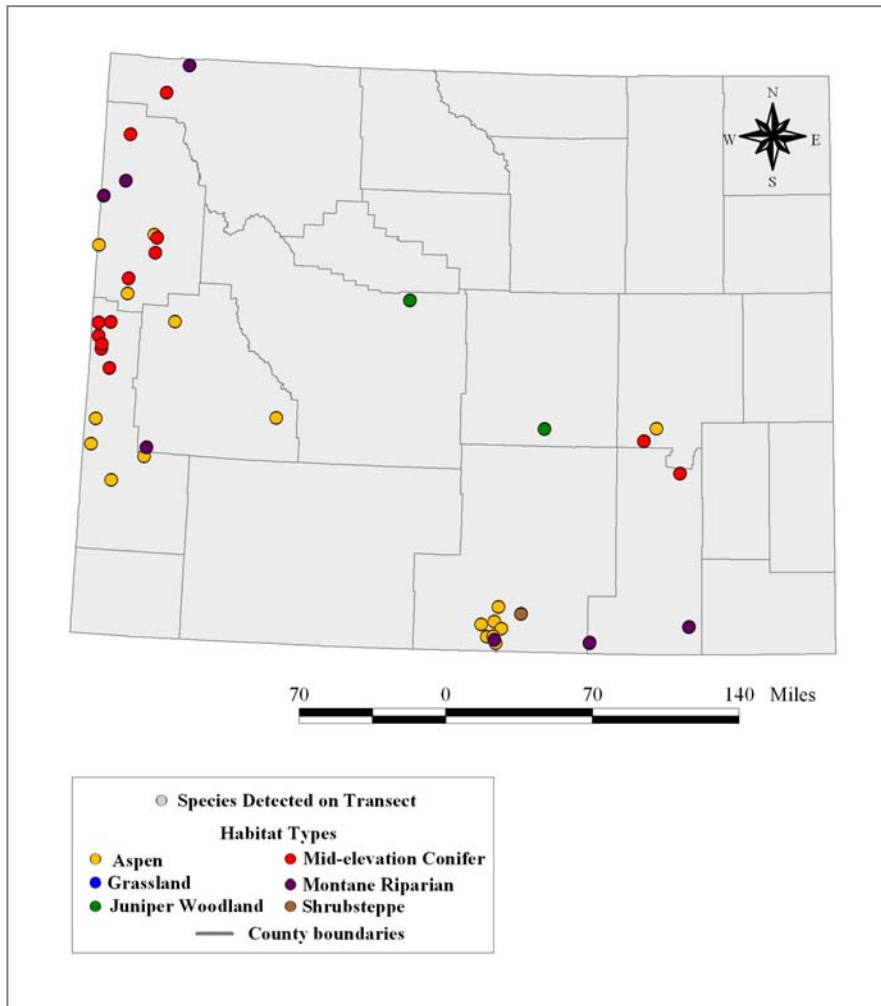 N
W E
S
70 0 70 140 Miles
Species Detected on Transect
Habitat Types
Aspen Mid-elevation Conifer
Grassland Montane Riparian
Juniper Woodland Shrubsteppe
County boundaries